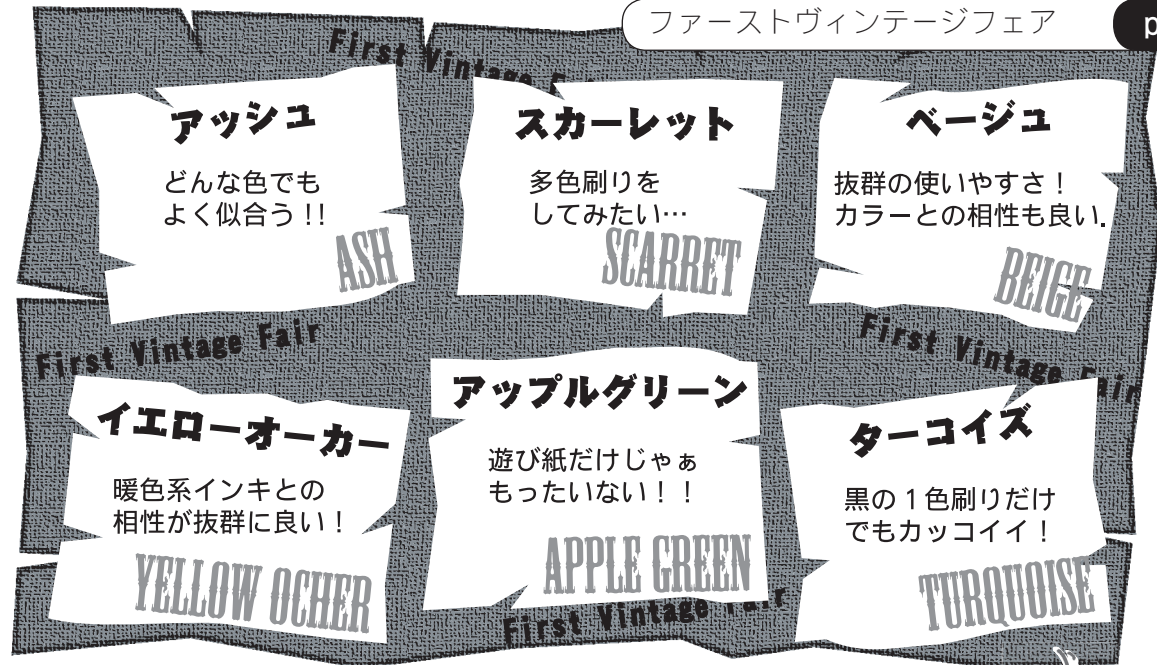 ファーストヴィンテージフェア
p
First Vintage F
アッシュ
どんな色でも
よく似合う!!
ASH
スカーレット
多色刷りを
してみたい…
SCARRET
ベージュ
抜群の使いやすさ！
カラーとの相性も良い.
BEIGE
First Vintage Fair
First Vintage Fair
イエローオーカー
暖色系インキとの
相性が抜群に良い！
YELLOW OCHER
アップルグリーン
遊び紙だけじゃぁ
もったいない！！
APPLE GREEN
ターコイズ
黒の１色刷りだけ
でもカッコイイ！
TURQUOISE
First Vintage Fair